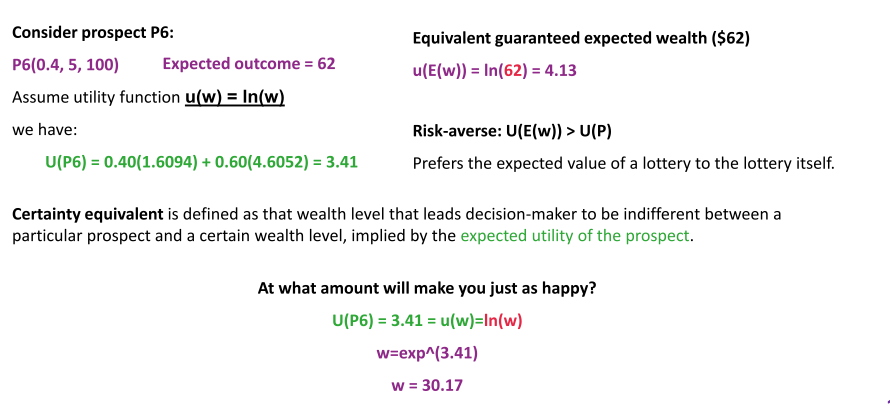 Consider prospect P6:
P6(0.4, 5, 100) Expected outcome = 62
Assume utility function u(w) = ln(w)
we have:
U(P6) = 0.40(1.6094) + 0.60(4.6052) = 3.41
Equivalent guaranteed expected wealth ($62)
u(E(w)) = ln(62) = 4.13
Risk-averse: U(E(w)) > U(P)
Prefers the expected value of a lottery to the lottery itself.
Certainty equivalent is defined as that wealth level that leads decision-maker to be indifferent between a
particular prospect and a certain wealth level, implied by the expected utility of the prospect.
At what amount will make you just as happy?
U(P6) = 3.41 = u(w)=ln(w)
w=exp^(3.41)
w = 30.17